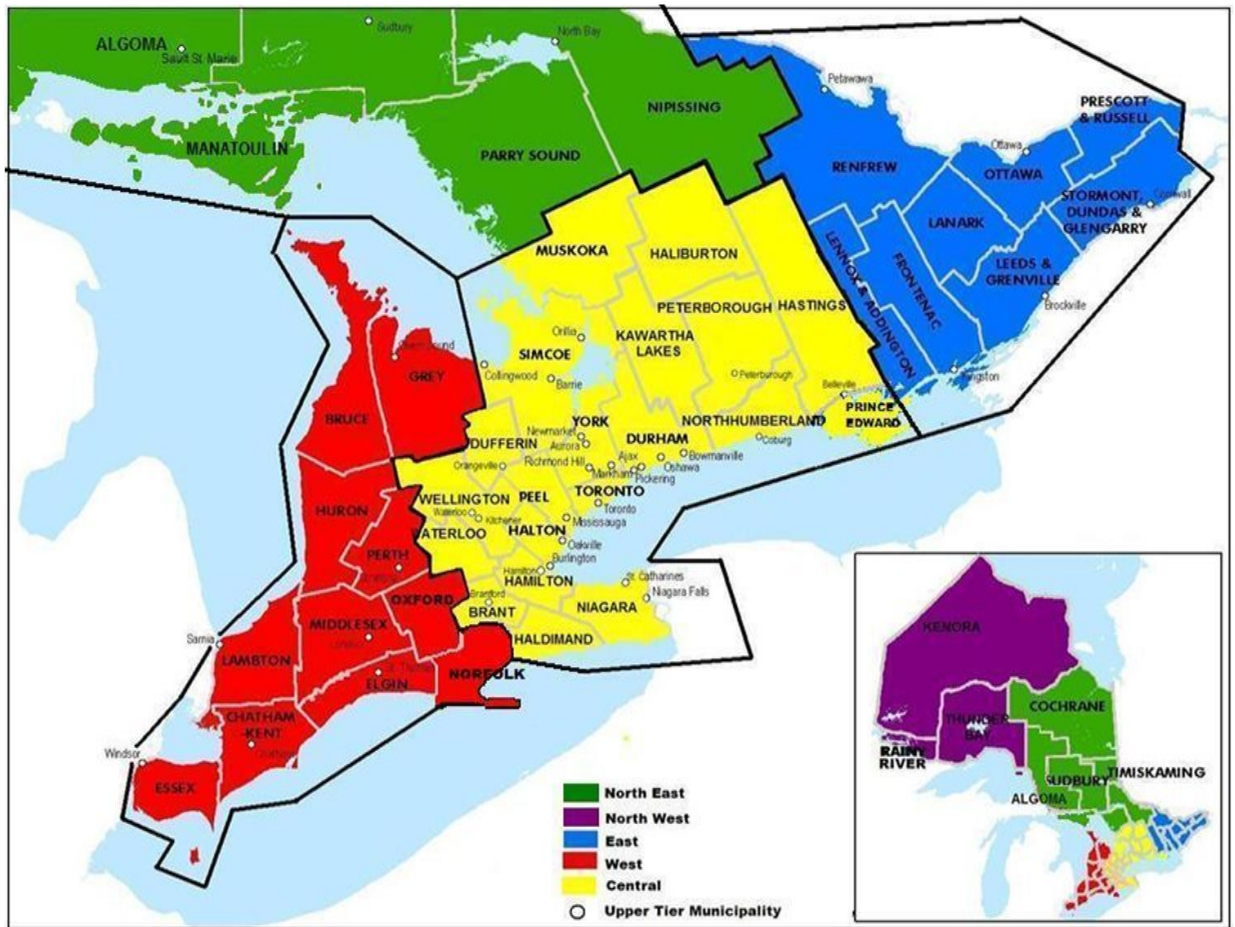 ALGOMA
Sault St. Marie
Sudbury
North Bay
MANATOULIN
PARRY SOUND
NIPISSING
Petawawa
RENFREW
PRESCOTT
& RUSSELL
Ottawa
OTTAWA
STORMONT,
DUNDAS &
GLENGARRY
Cornwall
LANARK
LEEDS &
GRENVILLE
Brockville
LENNOX & ADDINGTON
FRONTENAC
Kingston
MUSKOKA
HALIBURTON
PETERBOROUGH
HASTINGS
KAWARTHA
LAKES
Orillia
SIMCOE
Collingwood
Barrie
Peterborough
Belleville
PRINCE
EDWARD
NORTHHUMBERLAND
Coburg
YORK
Newmarket
Aurora
DURHAM
DUFFERIN
Orangeville
Richmond Hill
Ajax
Bowmanville
Oshawa
Markham
Pickering
TORONTO
Toronto
WELLINGTON
PEEL
Waterloo
Kitchener
WATERLOO
HALTON
Mississauga
Oakville
Burlington
Hamilton
HAMILTON
St. Catharines
Niagara Falls
NIAGARA
Brantford
BRANT
HALDIMAND
Owen Sound
GREY
BRUCE
HURON
PERTH
Stratford
OXFORD
MIDDLESEX
London
Sarnia
LAMBTON
St. Thomas
ELGIN
NORFOLK
CHATHAM
-KENT
Chatham
Windsor
ESSEX
North East
North West
East
West
Central
Upper Tier Municipality
KENORA
THUNDER
BAY
RAINY
RIVER
COCHRANE
TIMISKAMING
SUDBURY
ALGOMA